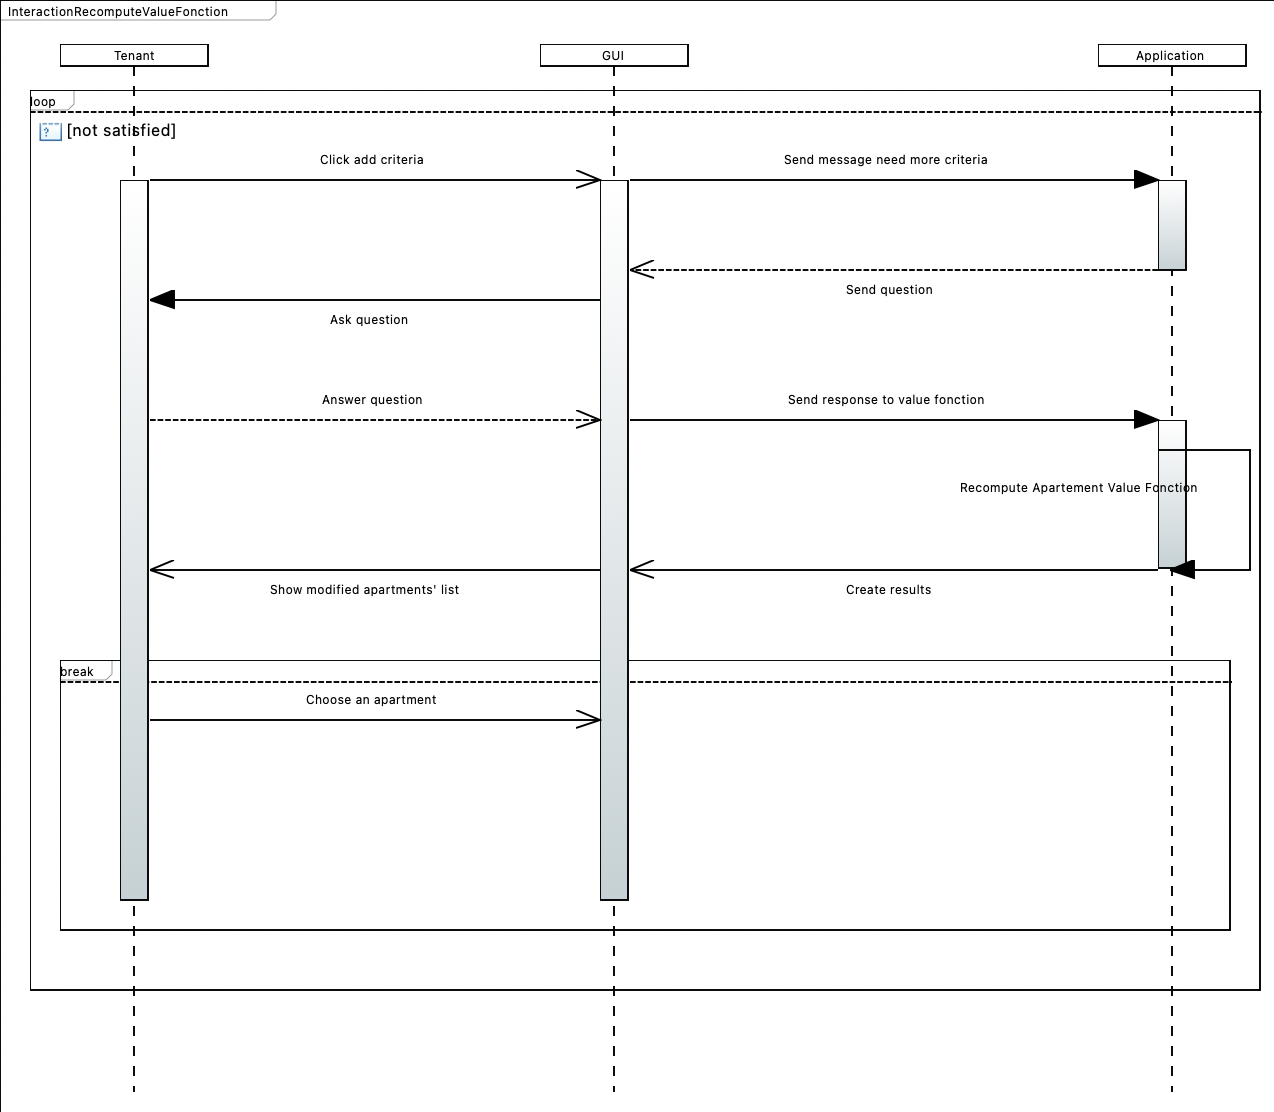 InteractionRecomputeValueFonction
Tenant
GUI
Application
loop
? [not satisfied]
Click add criteria
Send message need more criteria
Send question
Ask question
Answer question
Send response to value fonction
Recompute Apartement Value Fonction
Show modified apartments' list
Create results
break
Choose an apartment